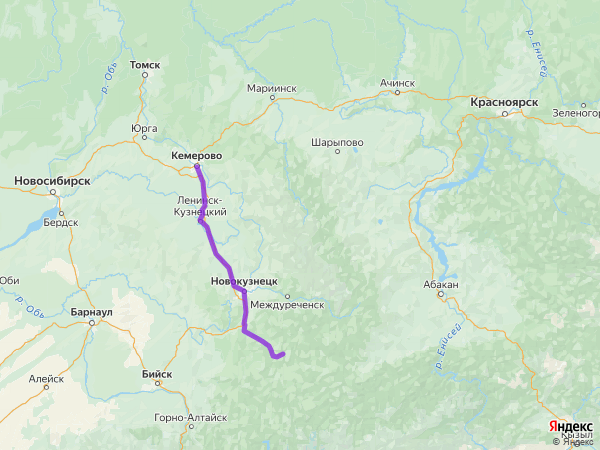 р. Обь
Томск
р. Енисей
Ачинск
Мариинск
Красноярск
Зеленогор
Юрга
Шарыпово
Кемерово
Новосибирск
Ленинск-
Кузнецкий
Бердск
Оби
Новокузнецк
Абакан
р. Обь
Междуреченск
Барнаул
р. Енисей
Алейск
Бийск
Горно-Алтайск
Яндекс
Кызыл
© Яндекс